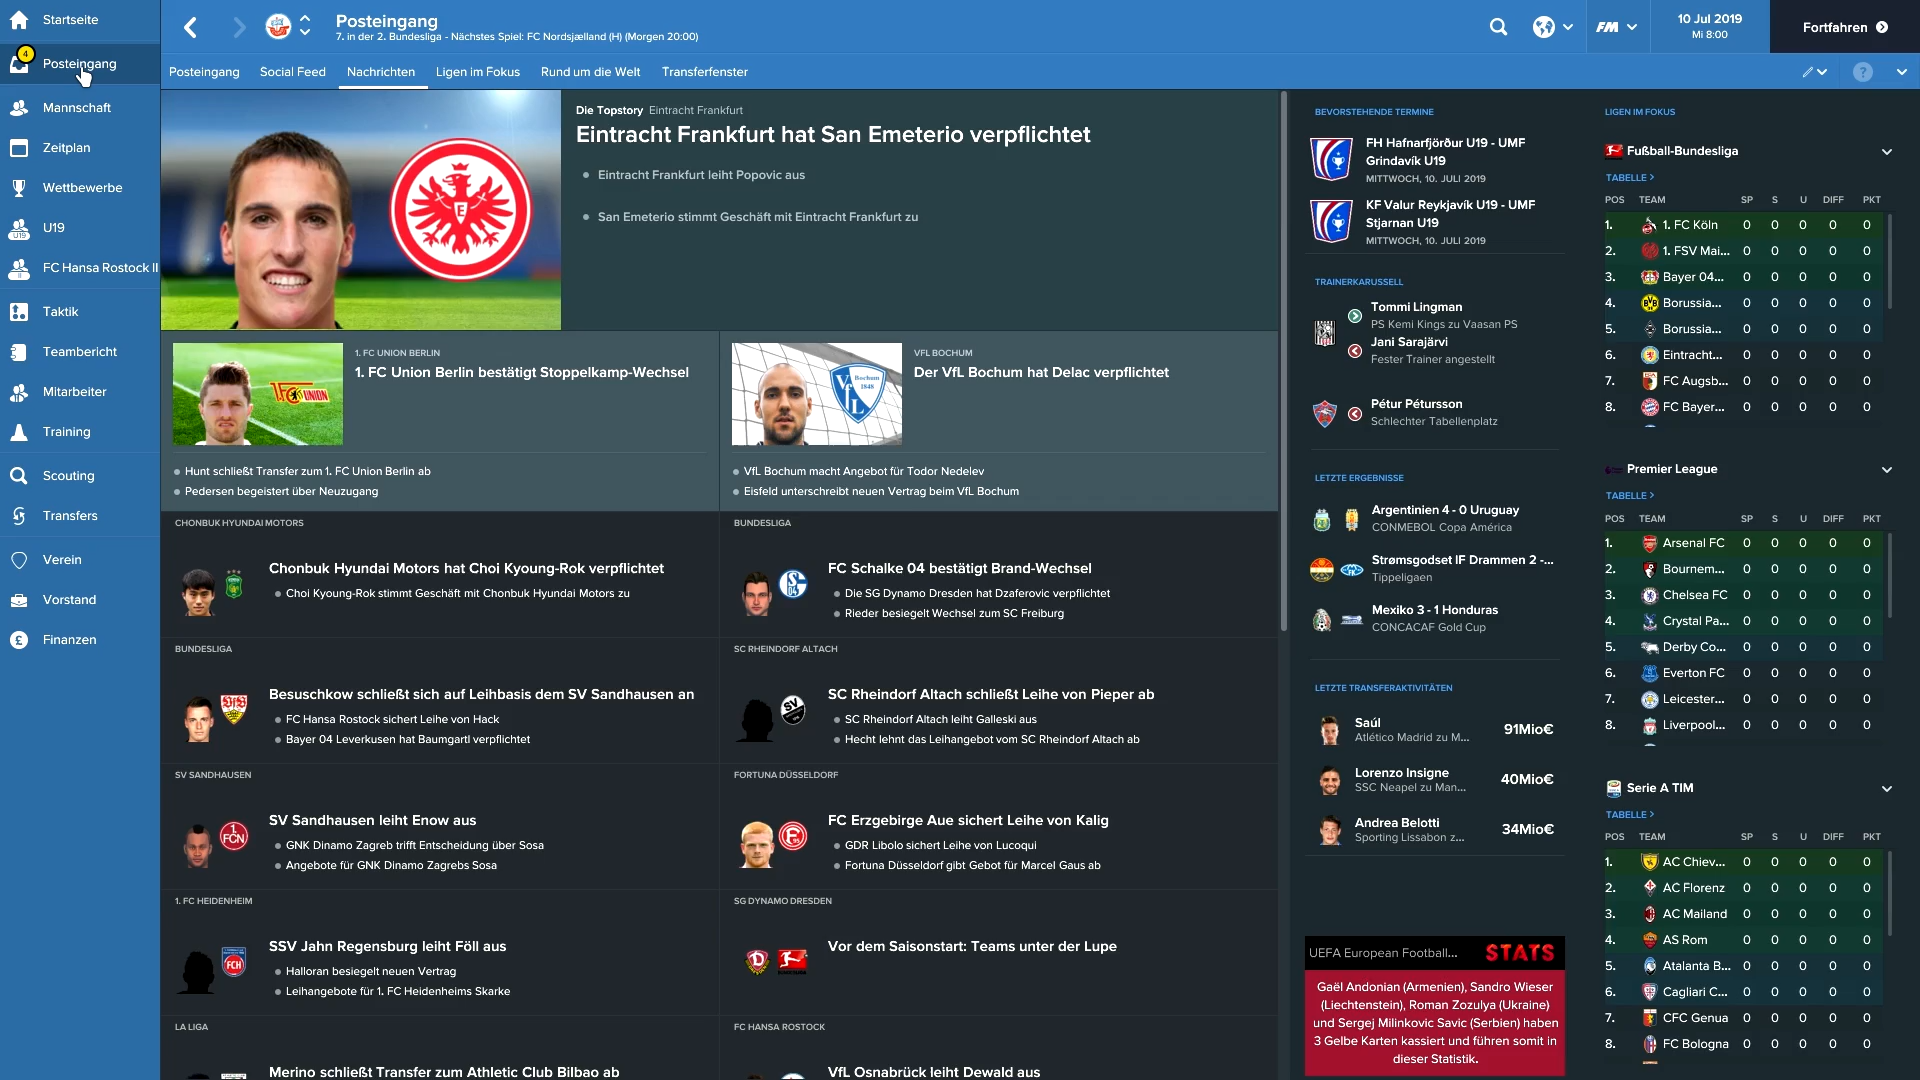 Startseite
4
Posteingang
Mannschaft
Zeitplan
Wettbewerbe
U19
FC Hansa Rostock II
Taktik
Teambericht
Mitarbeiter
Training
Scouting
Transfers
Verein
Vorstand
Finanzen
Posteingang
7. in der 2. Bundesliga - Nächstes Spiel: FC Nordsjælland (H) (Morgen 20:00)
FM
10 Jul 2019
Mi 8:00
Fortfahren
Posteingang Social Feed Nachrichten Ligen im Fokus Rund um die Welt Transferfenster
?
Die Topstory Eintracht Frankfurt
Eintracht Frankfurt hat San Emeterio verpflichtet
Eintracht Frankfurt leiht Popovic aus
San Emeterio stimmt Geschäft mit Eintracht Frankfurt zu
1. FC UNION BERLIN
1. FC Union Berlin bestätigt Stoppelkamp-Wechsel
Hunt schließt Transfer zum 1. FC Union Berlin ab
Pedersen begeistert über Neuzugang
VFL BOCHUM
Der VfL Bochum hat Delac verpflichtet
VfL Bochum macht Angebot für Todor Nedelev
Eisfeld unterschreibt neuen Vertrag beim VfL Bochum
CHONBUK HYUNDAI MOTORS
Chonbuk Hyundai Motors hat Choi Kyoung-Rok verpflichtet
Choi Kyoung-Rok stimmt Geschäft mit Chonbuk Hyundai Motors zu
BUNDESLIGA
FC Schalke 04 bestätigt Brand-Wechsel
Die SG Dynamo Dresden hat Dzaferovic verpflichtet
Rieder besiegelt Wechsel zum SC Freiburg
BUNDESLIGA
Besuschkow schließt sich auf Leihbasis dem SV Sandhausen an
FC Hansa Rostock sichert Leihe von Hack
Bayer 04 Leverkusen hat Baumgartl verpflichtet
SC RHEINDORF ALTACH
SC Rheindorf Altach schließt Leihe von Pieper ab
SC Rheindorf Altach leiht Galleski aus
Hecht lehnt das Leihangebot vom SC Rheindorf Altach ab
SV SANDHAUSEN
SV Sandhausen leiht Enow aus
GNK Dinamo Zagreb trifft Entscheidung über Sosa
Angebote für GNK Dinamo Zagrebs Sosa
FORTUNA DÜSSELDORF
FC Erzgebirge Aue sichert Leihe von Kalig
GDR Libolo sichert Leihe von Lucoqui
Fortuna Düsseldorf gibt Gebot für Marcel Gaus ab
1. FC HEIDENHEIM
SSV Jahn Regensburg leiht Föll aus
Halloran besiegelt neuen Vertrag
Leihangebote für 1. FC Heidenheims Skarke
SG DYNAMO DRESDEN
Vor dem Saisonstart: Teams unter der Lupe
LA LIGA
Merino schließt Transfer zum Athletic Club Bilbao ab
FC HANSA ROSTOCK
VfL Osnabrück leiht Dewald aus
BEVORSTEHENDE TERMINE
FH Hafnarfjörður U19 - UMF
Grindavík U19
MITTWOCH, 10. JULI 2019
KF Valur Reykjavík U19 - UMF
Stjarnan U19
MITTWOCH, 10. JULI 2019
TRAINERKARUSSELL
Tommi Lingman
PS Kemi Kings zu Vaasan PS
Jani Sarajärvi
Fester Trainer angestellt
Pétur Pétursson
Schlechter Tabellenplatz
LETZTE ERGEBNISSE
Argentinien 4 - 0 Uruguay
CONMEBOL Copa América
Strømsgodset IF Drammen 2 -...
Tippeligaen
Mexiko 3 - 1 Honduras
CONCACAF Gold Cup
LETZTE TRANSFERAKTIVITÄTEN
Saúl
Atlético Madrid zu M...
91Mio€
Lorenzo Insigne
SSC Neapel zu Man...
40Mio€
Andrea Belotti
Sporting Lissabon z...
34Mio€
UEFA European Football... STATS
Gaël Andonian (Armenien), Sandro Wieser
(Liechtenstein), Roman Zozulya (Ukraine)
und Sergej Milinkovic Savic (Serbien) haben
3 Gelbe Karten kassiert und führen somit in
dieser Statistik.
LIGEN IM FOKUS
Fußball-Bundesliga
TABELLE >
POS TEAM SP S U DIFF PKT
1. 1. FC Köln 0 0 0 0 0
2. 1. FSV Mai... 0 0 0 0 0
3. Bayer 04... 0 0 0 0 0
4. Borussia... 0 0 0 0 0
5. Borussia... 0 0 0 0 0
6. Eintracht... 0 0 0 0 0
7. FC Augsb... 0 0 0 0 0
8. FC Bayer... 0 0 0 0 0
Premier League
TABELLE >
POS TEAM SP S U DIFF PKT
1. Arsenal FC 0 0 0 0 0
2. Bournem... 0 0 0 0 0
3. Chelsea FC 0 0 0 0 0
4. Crystal Pa... 0 0 0 0 0
5. Derby Co... 0 0 0 0 0
6. Everton FC 0 0 0 0 0
7. Leicester... 0 0 0 0 0
8. Liverpool... 0 0 0 0 0
Serie A TIM
TABELLE >
POS TEAM SP S U DIFF PKT
1. AC Chiev... 0 0 0 0 0
2. AC Florenz 0 0 0 0 0
3. AC Mailand 0 0 0 0 0
4. AS Rom 0 0 0 0 0
5. Atalanta B... 0 0 0 0 0
6. Cagliari C... 0 0 0 0 0
7. CFC Genua 0 0 0 0 0
8. FC Bologna 0 0 0 0 0